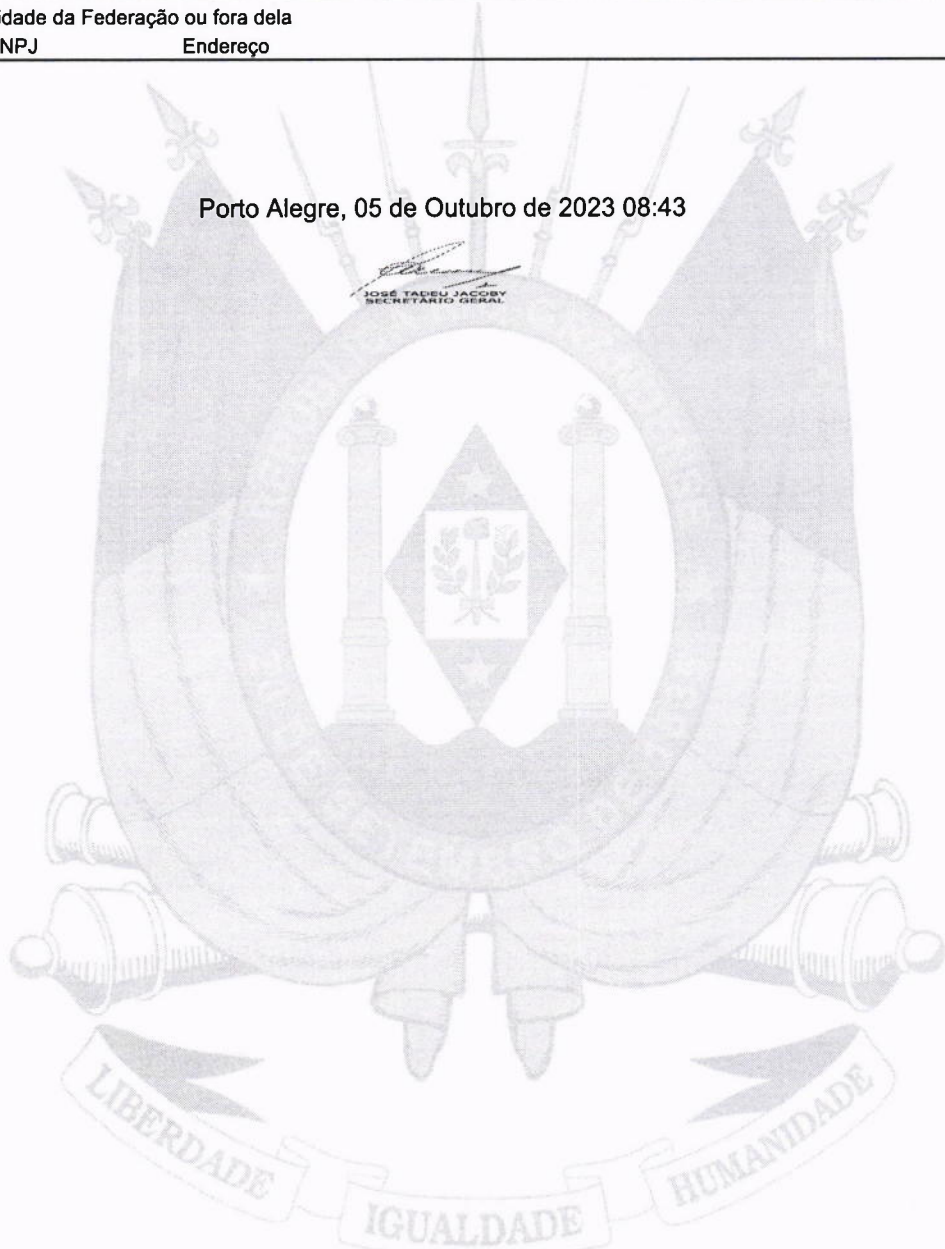 idade da Federação ou fora dela
NPJ Endereço
Porto Alegre, 05 de Outubro de 2023 08:43
JOSÉ TADEU JACOBY
SECRETÁRIO GERAL
LIBERDADE
IGUALDADE
HUMANIDADE